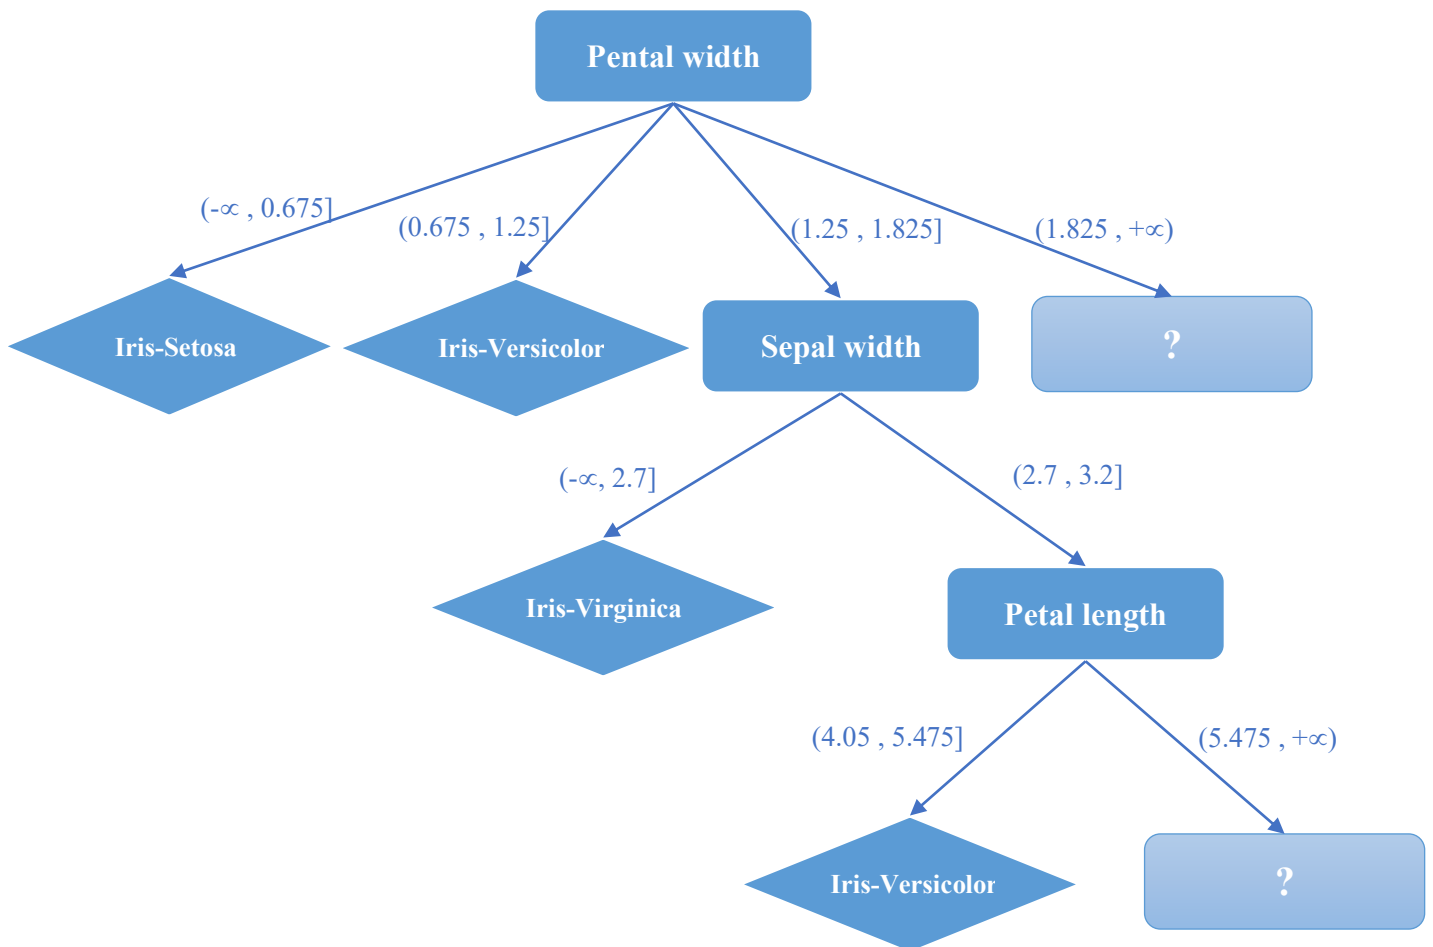 Pental width
(-∞ , 0.675]
(0.675 , 1.25]
(1.25 , 1.825]
(1.825 , +∞)
Iris-Setosa
Iris-Versicolor
Sepal width
?
(-∞, 2.7]
(2.7 , 3.2]
Iris-Virginica
Petal length
(4.05 , 5.475]
(5.475 , +∞)
Iris-Versicolor
?